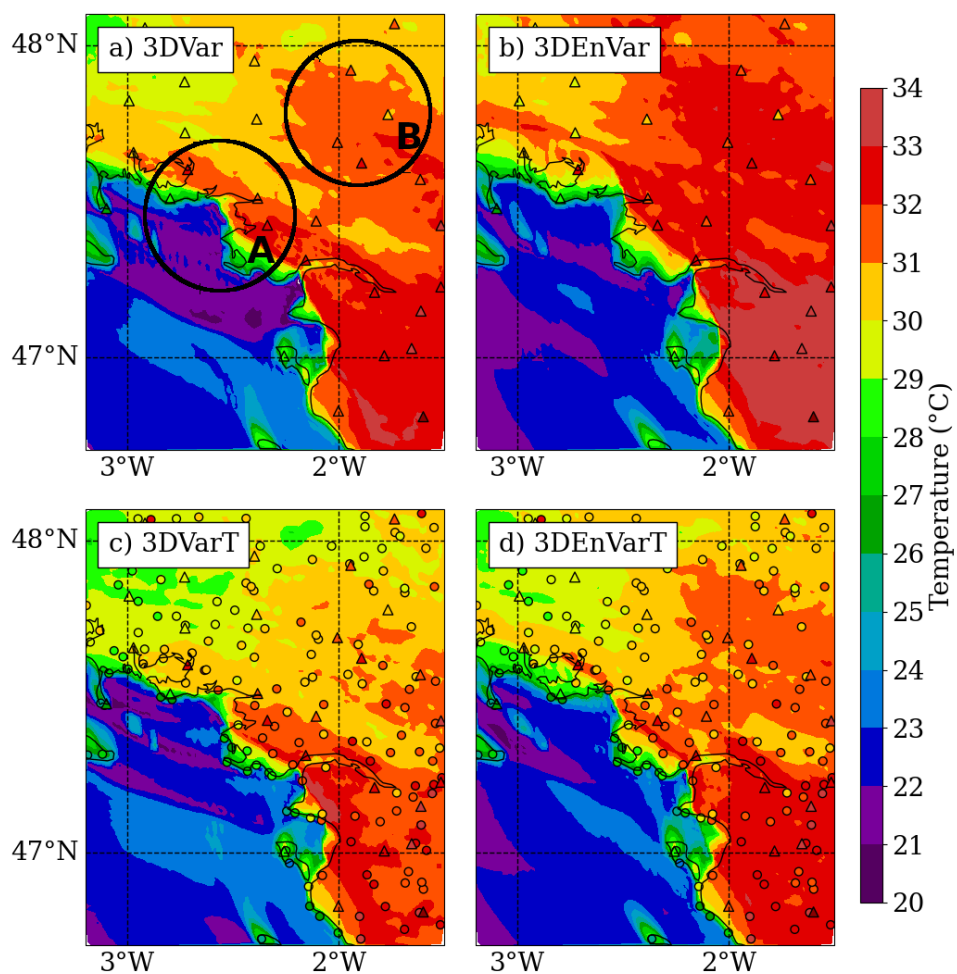 a) 3DVar
b) 3DEnVar
48°N
B
A
47°N
3°W
2°W
3°W
2°W
c) 3DVarT
d) 3DEnVarT
48°N
47°N
3°W
2°W
3°W
2°W
34
33
32
31
30
29
28
27
26
25
24
23
22
21
20
Temperature (°C)